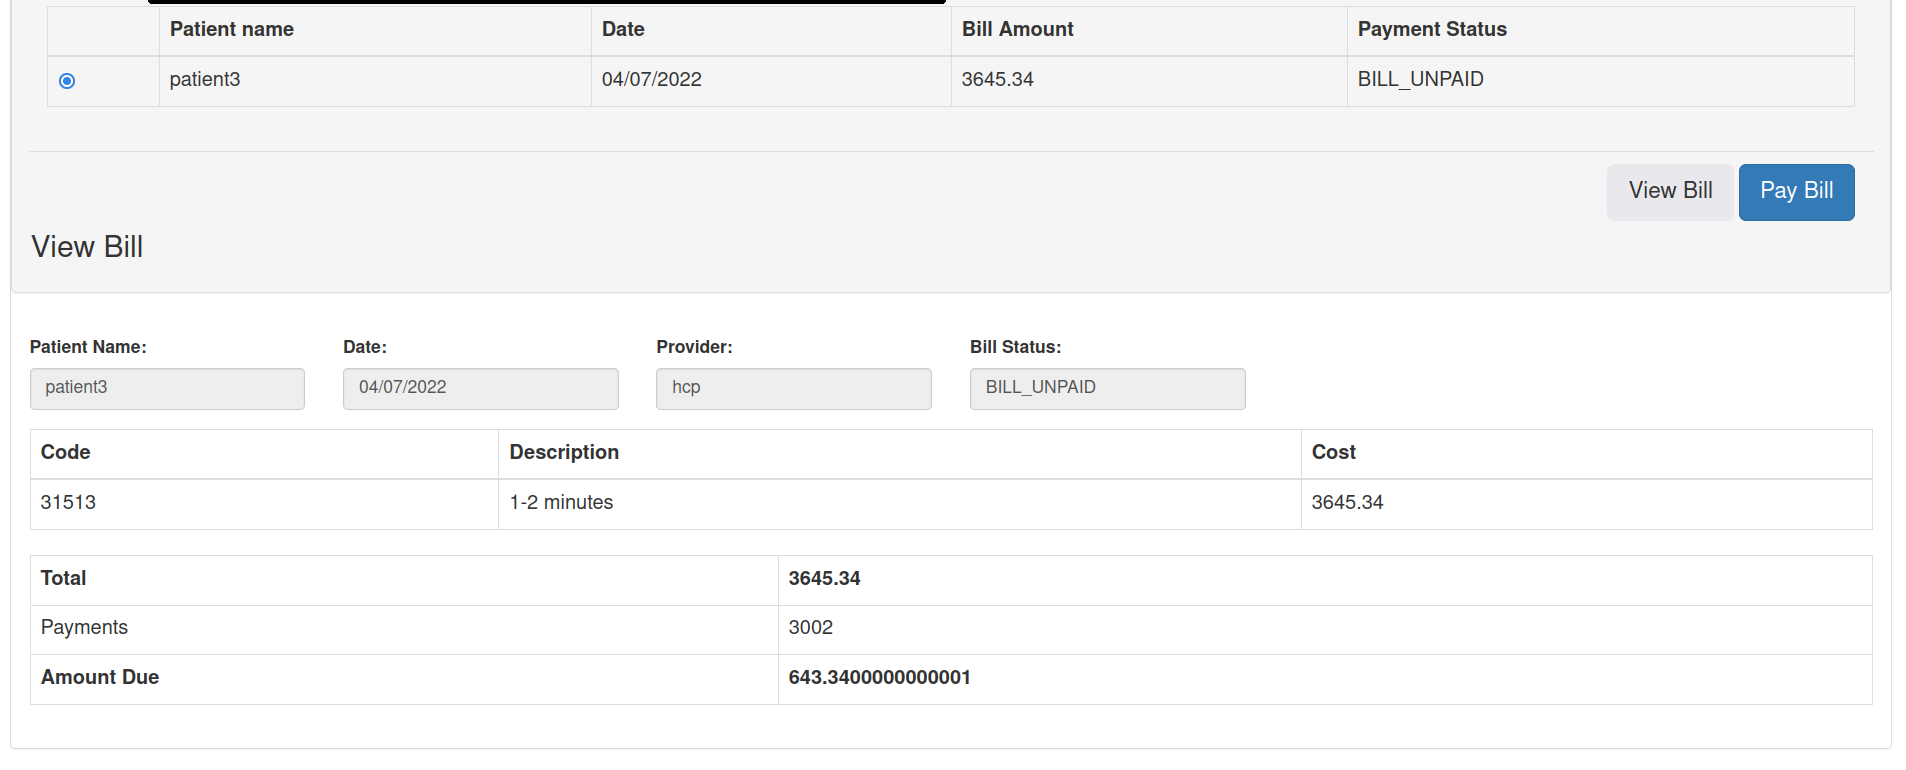 Patient name Date Bill Amount Payment Status
patient3 04/07/2022 3645.34 BILL_UNPAID
View Bill Pay Bill
View Bill
Patient Name: Date: Provider: Bill Status:
patient3 04/07/2022 hcp BILL_UNPAID
Code Description Cost
31513 1-2 minutes 3645.34
Total 3645.34
Payments 3002
Amount Due 643.3400000000001